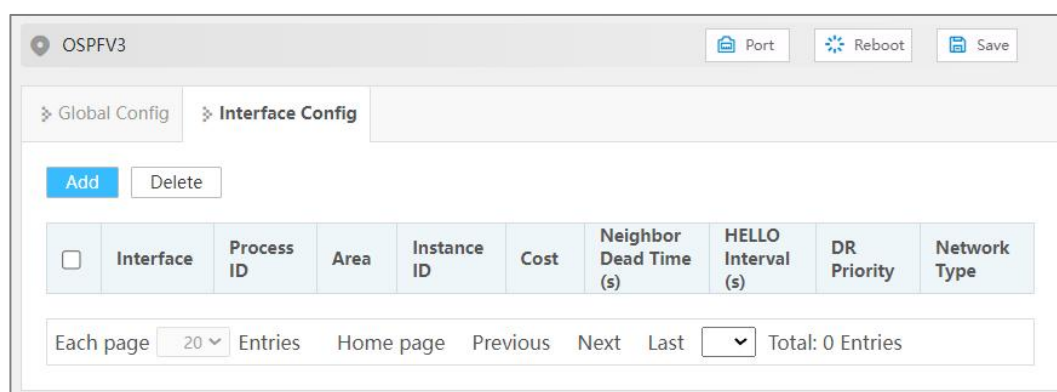 OSPFV3 Port Reboot Save
Global Config Interface Config
Add Delete
Interface Process ID Area Instance ID Cost Neighbor Dead Time (s) HELLO Interval (s) DR Priority Network Type
Each page 20 Entries Home page Previous Next Last Total: 0 Entries